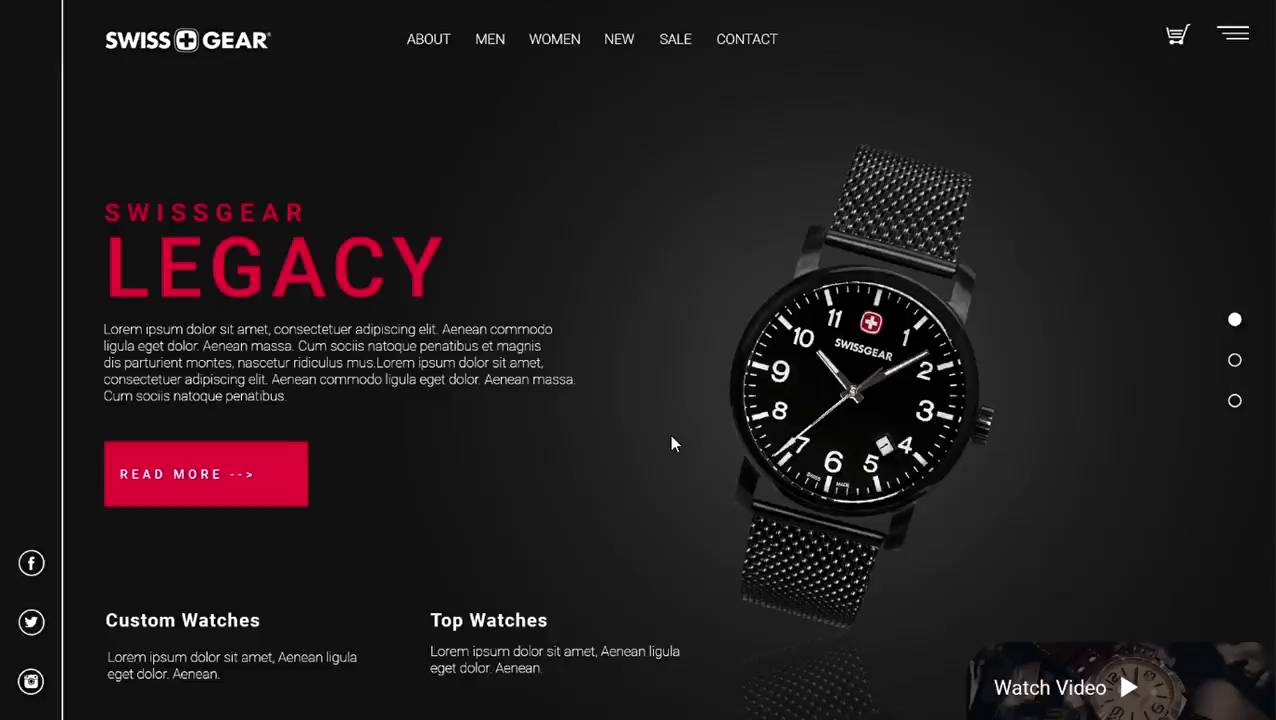 SWISS GEAR®
ABOUT MEN WOMEN NEW SALE CONTACT
SWISSGEAR
LEGACY
Lorem ipsum dolor sit amet, consectetuer adipiscing elit. Aenean commodo
ligula eget dolor. Aenean massa. Cum sociis natoque penatibus et magnis
dis parturient montes, nascetur ridiculus mus.Lorem ipsum dolor sit amet,
consectetuer adipiscing elit. Aenean commodo ligula eget dolor. Aenean massa.
Cum sociis natoque penatibus.
READ MORE -->
11
1
10
2
9
3
8
4
7
5
6
SWISSGEAR
1
SWISS MADE
Custom Watches
Lorem ipsum dolor sit amet, Aenean ligula
eget dolor. Aenean.
Top Watches
Lorem ipsum dolor sit amet, Aenean ligula
eget dolor. Aenean.
Watch Video